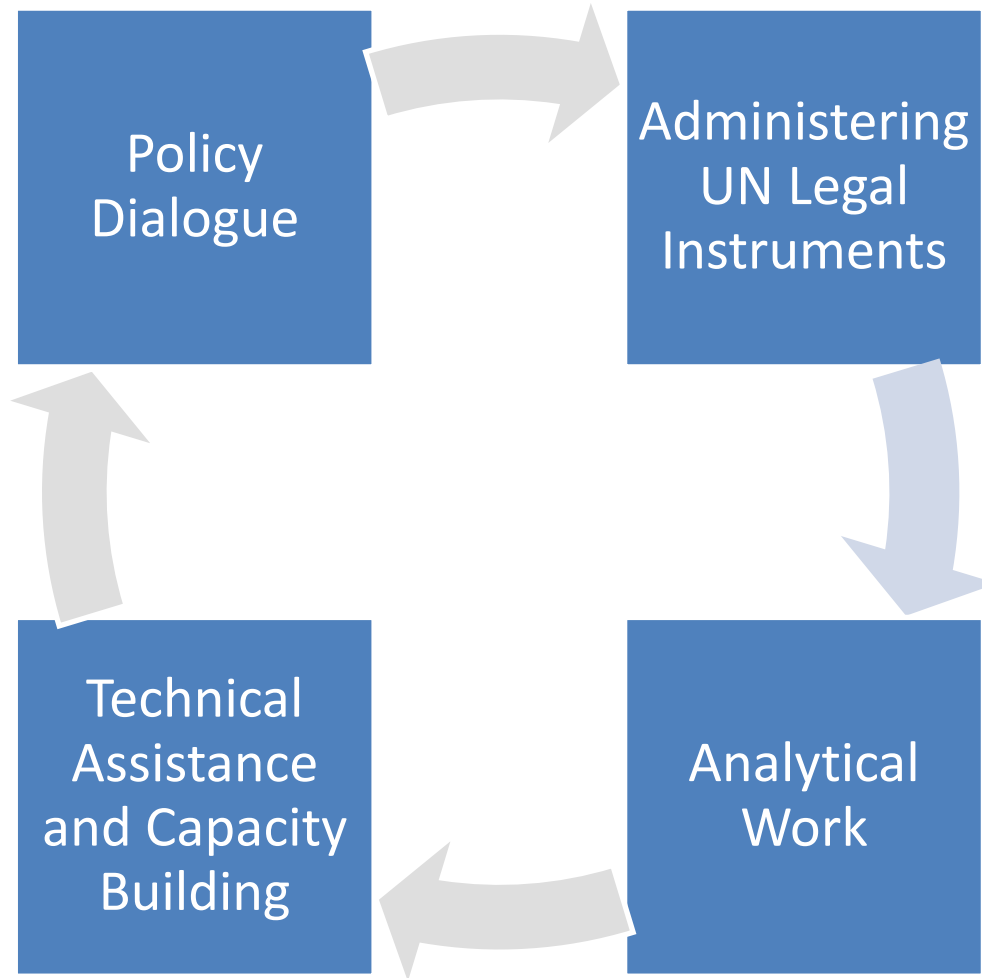 Policy
Dialogue
Administering
UN Legal
Instruments
Technical
Assistance
and Capacity
Building
Analytical
Work